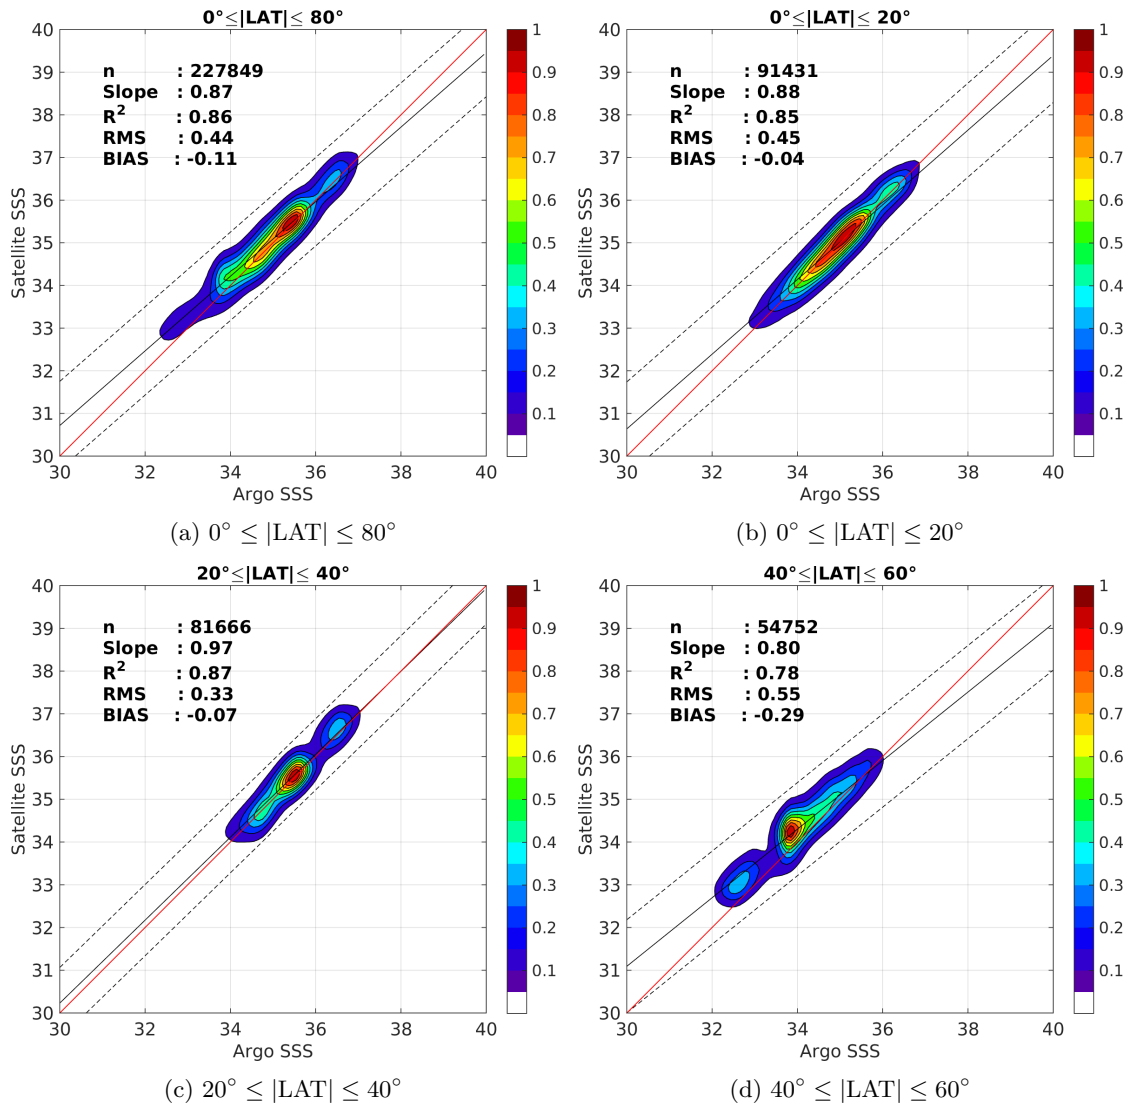 0°≤|LAT|≤ 80°
n : 227849
Slope : 0.87
R2 : 0.86
RMS : 0.44
BIAS : -0.11
40
39
38
37
36
35
34
33
32
31
30
Satellite SSS
30 32 34 36 38 40
Argo SSS
1
0.9
0.8
0.7
0.6
0.5
0.4
0.3
0.2
0.1
(a) 0° ≤ |LAT| ≤ 80°
0°≤|LAT|≤ 20°
n : 91431
Slope : 0.88
R2 : 0.85
RMS : 0.45
BIAS : -0.04
40
39
38
37
36
35
34
33
32
31
30
Satellite SSS
30 32 34 36 38 40
Argo SSS
1
0.9
0.8
0.7
0.6
0.5
0.4
0.3
0.2
0.1
(b) 0° ≤ |LAT| ≤ 20°
20°≤|LAT|≤ 40°
n : 81666
Slope : 0.97
R2 : 0.87
RMS : 0.33
BIAS : -0.07
40
39
38
37
36
35
34
33
32
31
30
Satellite SSS
30 32 34 36 38 40
Argo SSS
1
0.9
0.8
0.7
0.6
0.5
0.4
0.3
0.2
0.1
(c) 20° ≤ |LAT| ≤ 40°
40°≤|LAT|≤ 60°
n : 54752
Slope : 0.80
R2 : 0.78
RMS : 0.55
BIAS : -0.29
40
39
38
37
36
35
34
33
32
31
30
Satellite SSS
30 32 34 36 38 40
Argo SSS
1
0.9
0.8
0.7
0.6
0.5
0.4
0.3
0.2
0.1
(d) 40° ≤ |LAT| ≤ 60°